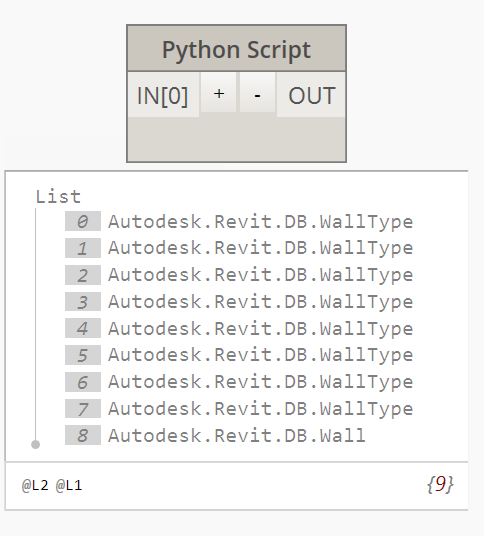 Python Script
IN[0] + - OUT
List
0 Autodesk.Revit.DB.WallType
1 Autodesk.Revit.DB.WallType
2 Autodesk.Revit.DB.WallType
3 Autodesk.Revit.DB.WallType
4 Autodesk.Revit.DB.WallType
5 Autodesk.Revit.DB.WallType
6 Autodesk.Revit.DB.WallType
7 Autodesk.Revit.DB.WallType
8 Autodesk.Revit.DB.Wall
@L2 @L1 {9}